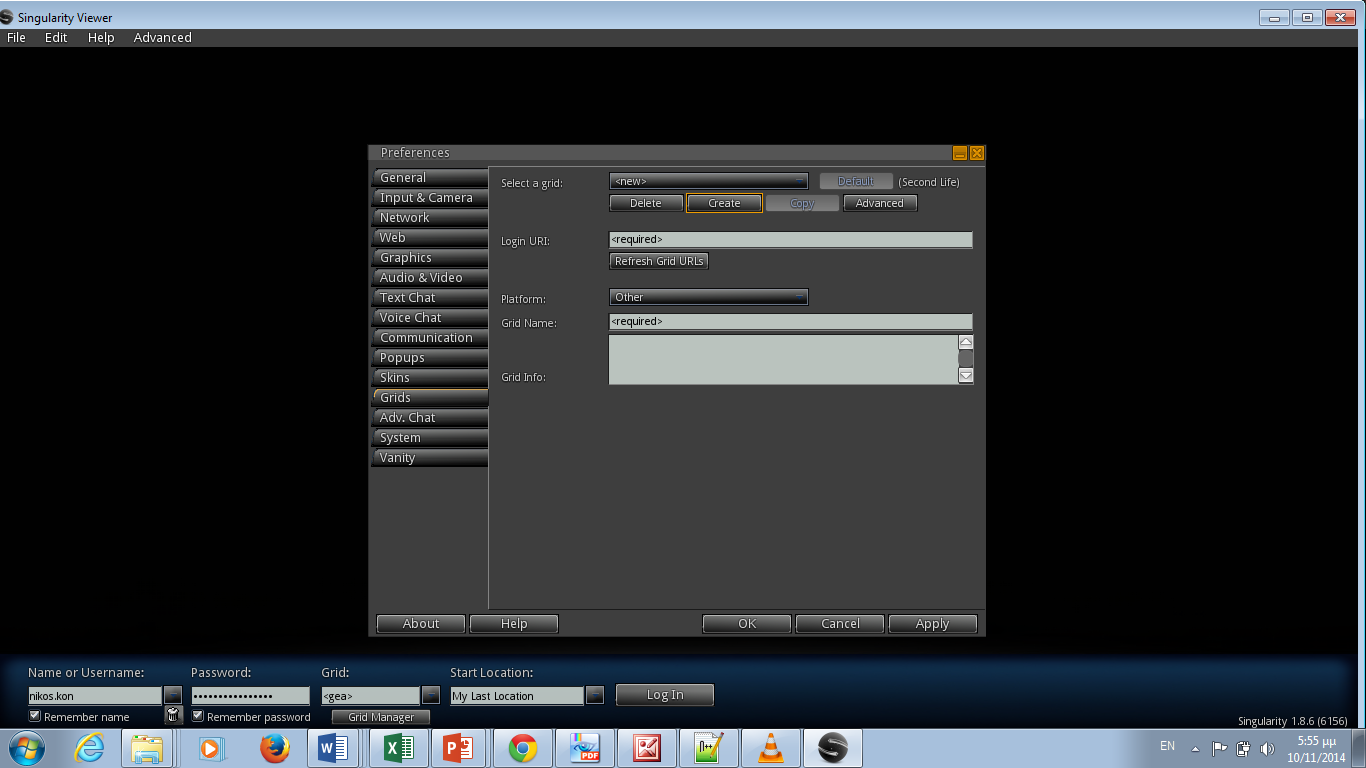 Singularity Viewer
File Edit Help Advanced
Preferences
General
Input & Camera
Network
Web
Graphics
Audio & Video
Text Chat
Voice Chat
Communication
Popups
Skins
Grids
Adv. Chat
System
Vanity
Select a grid: <new> Default (Second Life)
Delete Create Copy Advanced
Login URI: <required>
Refresh Grid URLs
Platform: Other
Grid Name: <required>
Grid Info:
About Help OK Cancel Apply
Name or Username: Password: Grid: Start Location:
nikos.kon •••••••••••••••• <gea> My Last Location Log In
Remember name Remember password Grid Manager
Singularity 1.8.6 (6156)
EN 5:55 μμ
10/11/2014